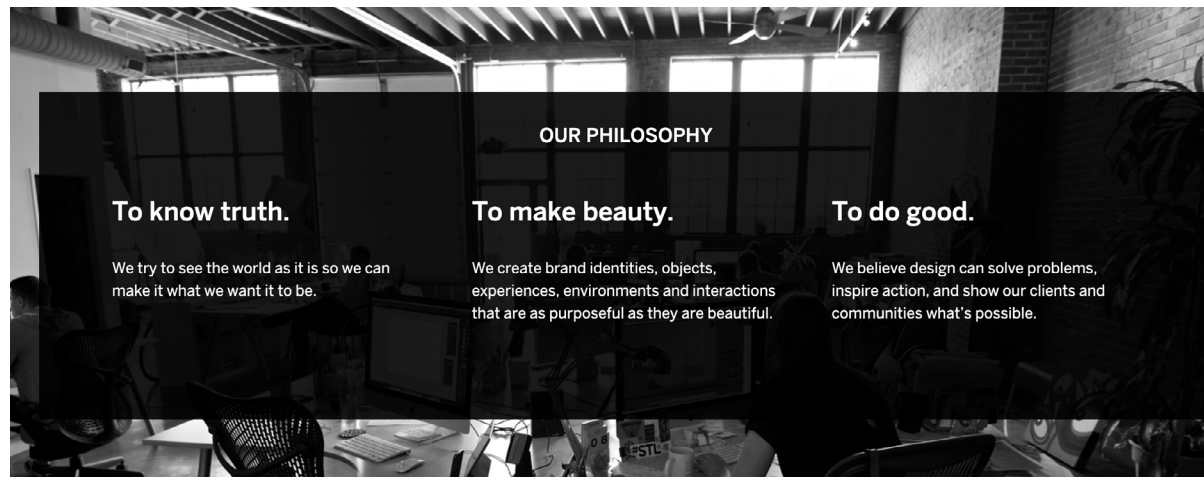 OUR PHILOSOPHY
To know truth.
We try to see the world as it is so we can
make it what we want it to be.
To make beauty.
We create brand identities, objects,
experiences, environments and interactions
that are as purposeful as they are beautiful.
To do good.
We believe design can solve problems,
inspire action, and show our clients and
communities what's possible.
STL
08